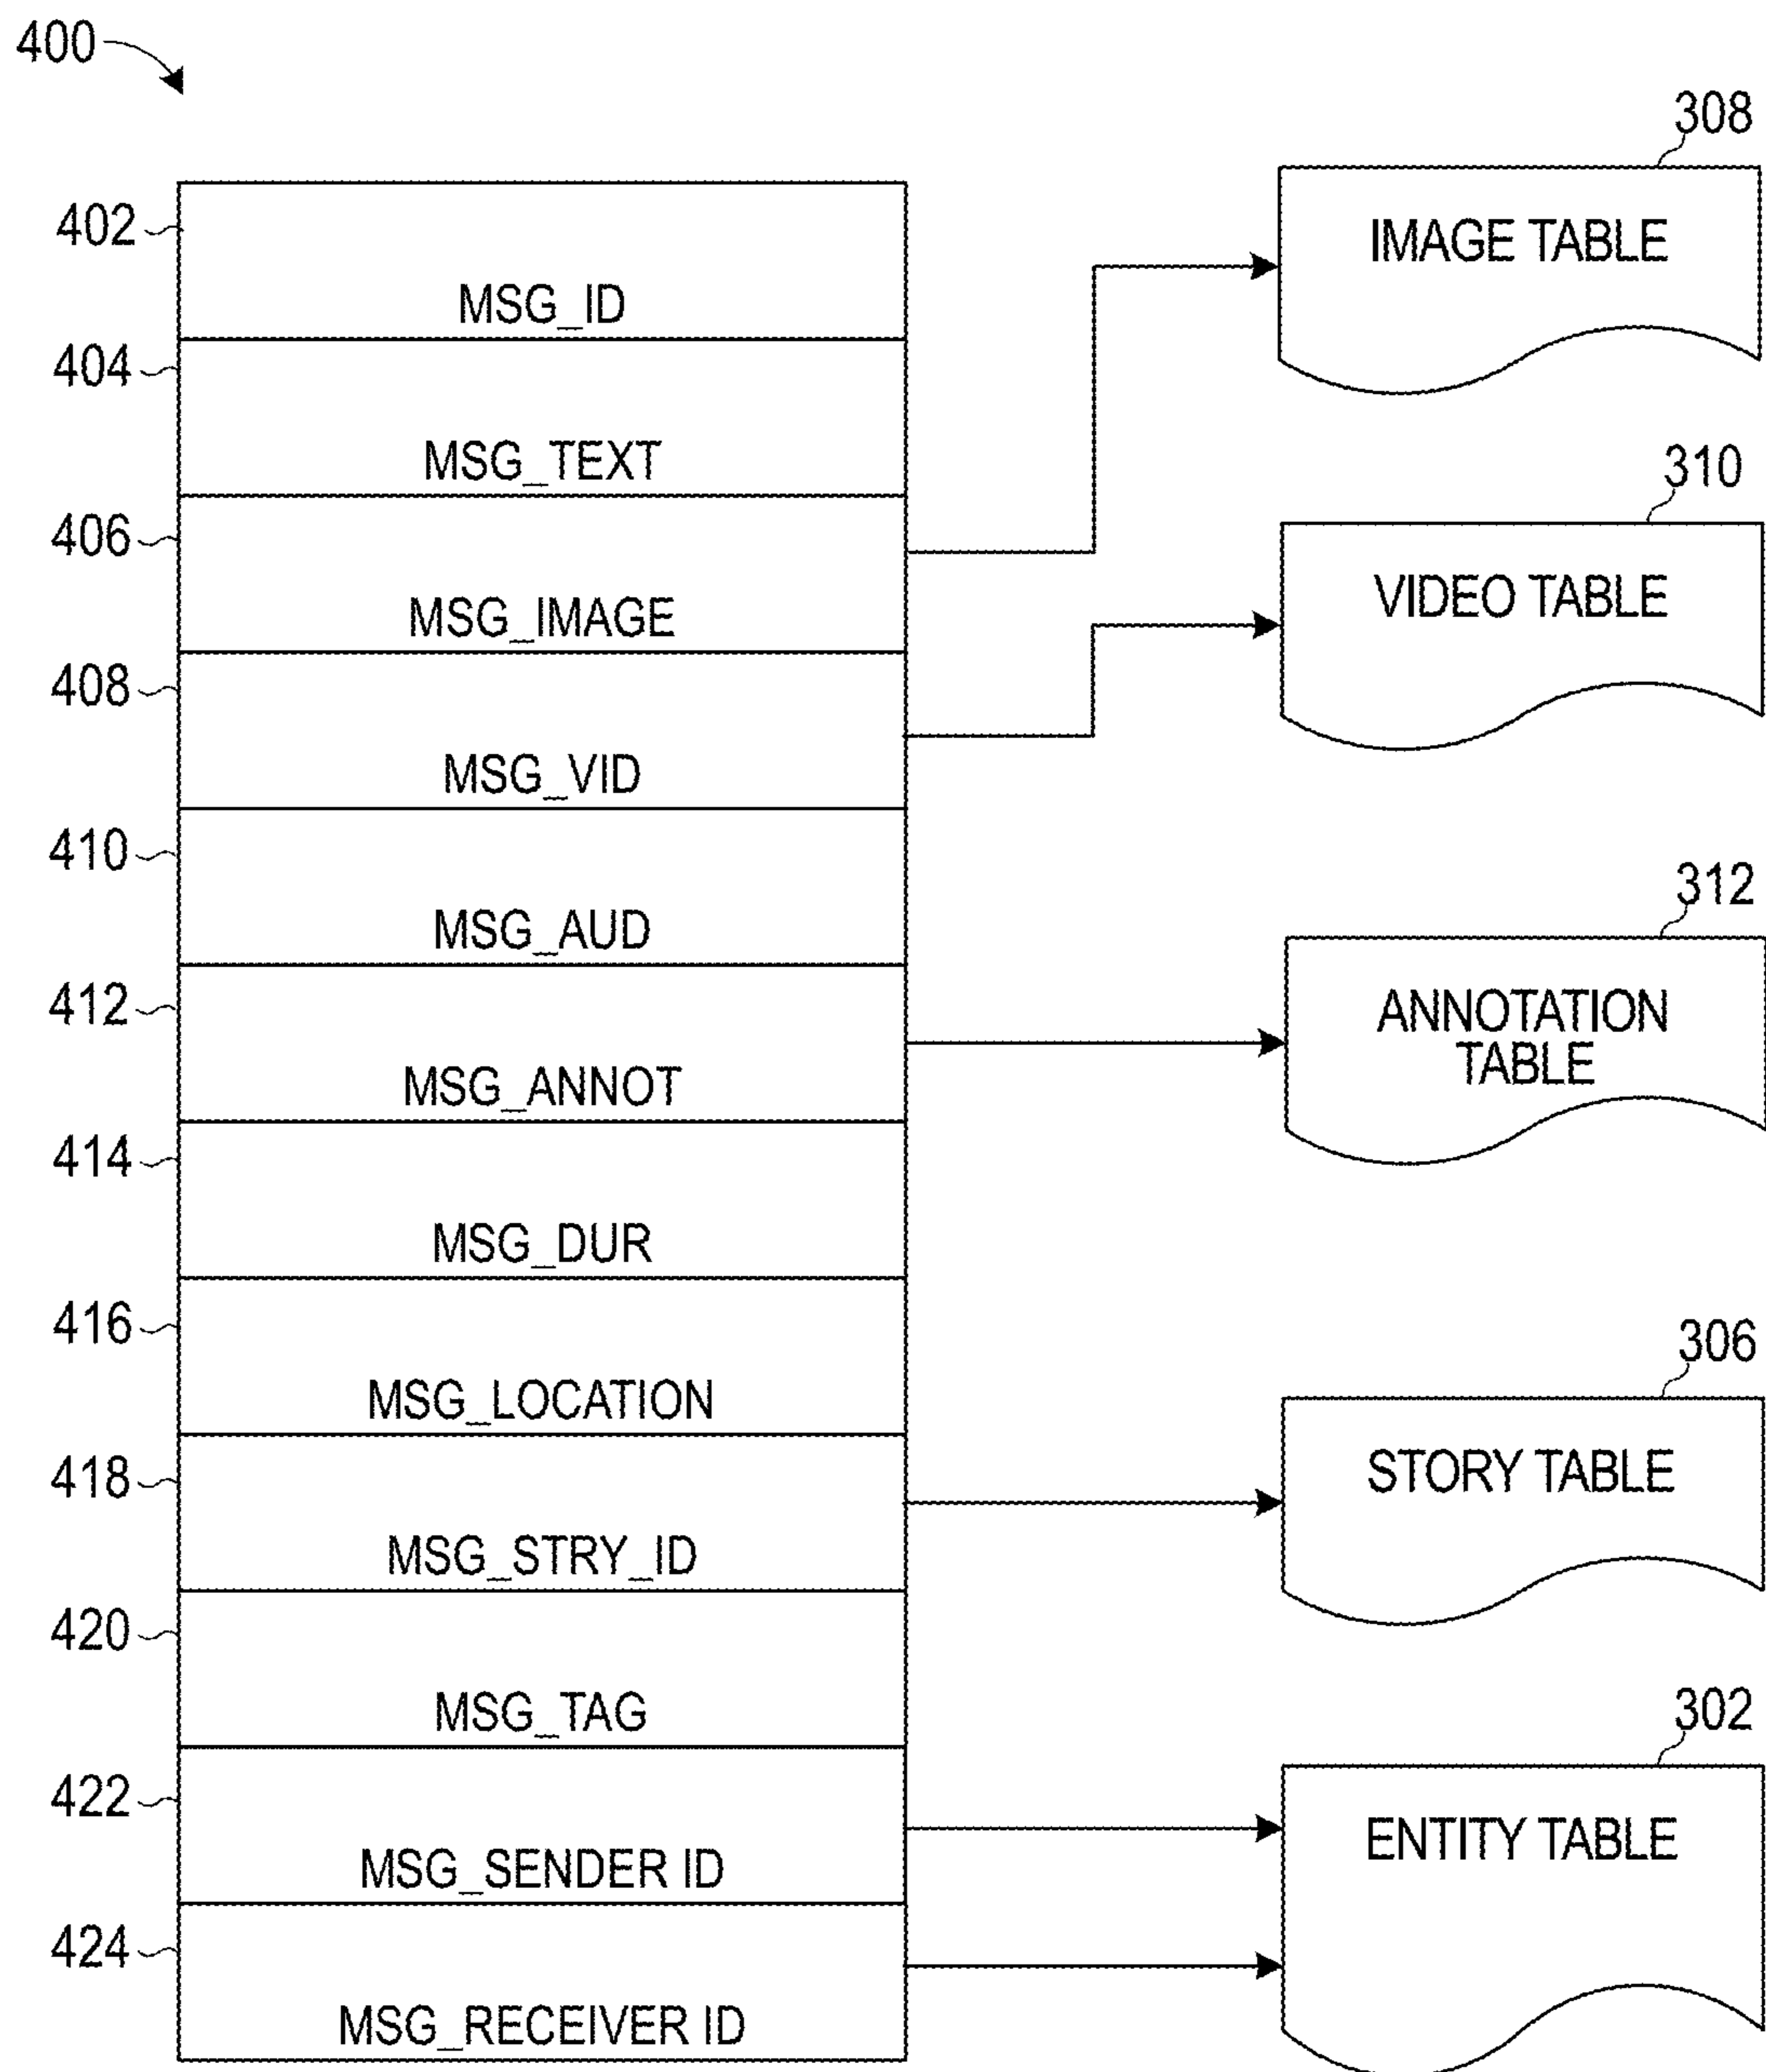 400
402
MSG_ID
404
MSG_TEXT
406
MSG_IMAGE
408
MSG_VID
410
MSG_AUD
412
MSG_ANNOT
414
MSG_DUR
416
MSG_LOCATION
418
MSG_STRY_ID
420
MSG_TAG
422
MSG_SENDER ID
424
MSG_RECEIVER ID
308
IMAGE TABLE
310
VIDEO TABLE
312
ANNOTATION
TABLE
306
STORY TABLE
302
ENTITY TABLE